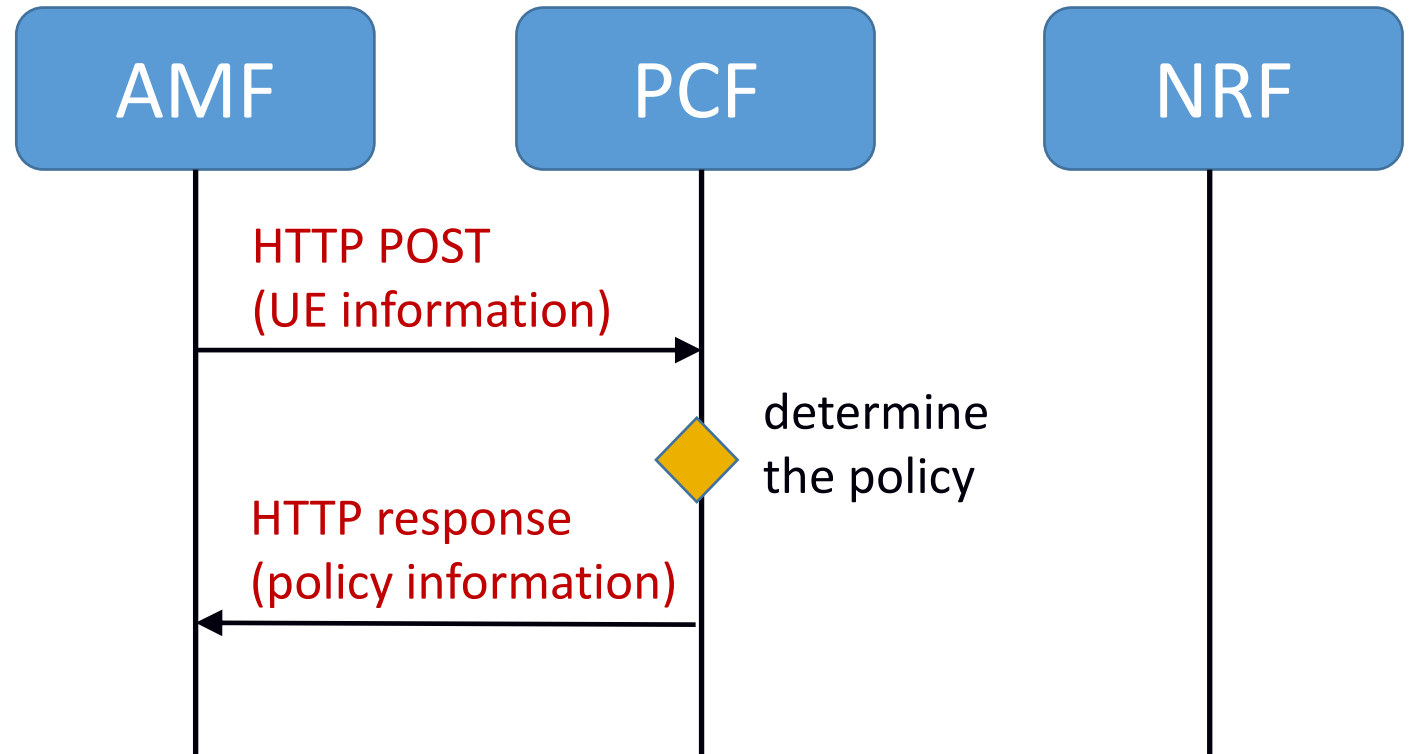 AMF
PCF
NRF
HTTP POST
(UE information)
determine
the policy
HTTP response
(policy information)